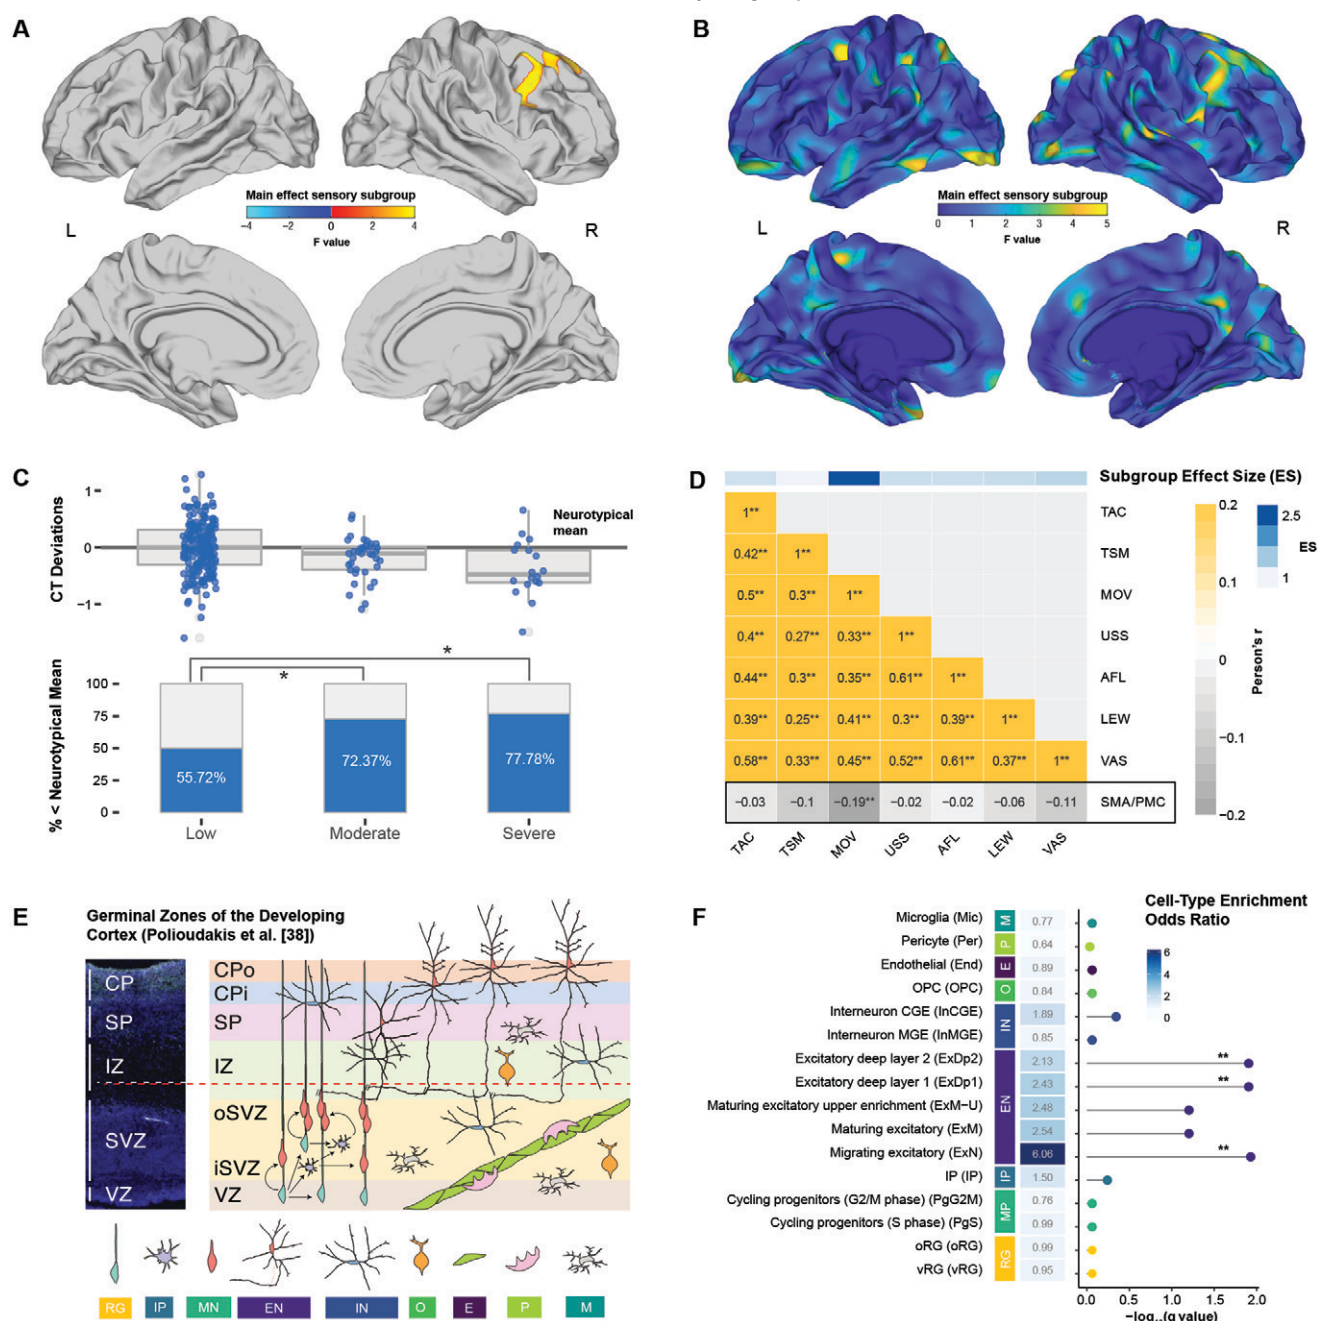 A
B
Main effect sensory subgroup
−4 −2 0 2 4
F value
L
R
Main effect sensory subgroup
0 1 2 3 4 5
F value
L
R
C
CT Deviations
1
0
−1
Neurotypical
mean
*
*
% < Neurotypical Mean
100
75
50
25
0
55.72%
72.37%
77.78%
Low Moderate Severe
D
Subgroup Effect Size (ES)
1** TAC
0.42** 1** TSM
0.5** 0.3** 1** MOV
0.4** 0.27** 0.33** 1** USS
0.44** 0.3** 0.35** 0.61** 1** AFL
0.39** 0.25** 0.41** 0.3** 0.39** 1** LEW
0.58** 0.33** 0.45** 0.52** 0.61** 0.37** 1** VAS
−0.03 −0.1 −0.19** −0.02 −0.02 −0.06 −0.11 SMA/PMC
TAC TSM MOV USS AFL LEW VAS
0.2
0.1
0
−0.1
−0.2
Person's r
2.5
1
ES
E
Germinal Zones of the Developing
Cortex (Polioudakis et al. [38])
CP
SP
IZ
SVZ
VZ
CPo
CPi
SP
IZ
oSVZ
iSVZ
VZ
RG IP MN EN IN O E P M
F
Cell-Type Enrichment
Odds Ratio
6
4
2
0
Microglia (Mic) M 0.77
Pericyte (Per) P 0.64
Endothelial (End) E 0.89
OPC (OPC) O 0.84
Interneuron CGE (InCGE) 1.89
IN
Interneuron MGE (InMGE) 0.85
Excitatory deep layer 2 (ExDp2) 2.13 **
Excitatory deep layer 1 (ExDp1) 2.43 **
Maturing excitatory upper enrichment (ExM−U) EN 2.48
Maturing excitatory (ExM) 2.54
Migrating excitatory (ExN) 6.06 **
IP (IP) IP 1.50
Cycling progenitors (G2/M phase) (PgG2M) 0.76
MP
Cycling progenitors (S phase) (PgS) 0.99
oRG (oRG) 0.99
RG
vRG (vRG) 0.95
0 0.5 1.0 1.5 2.0
−log₁₀(q value)